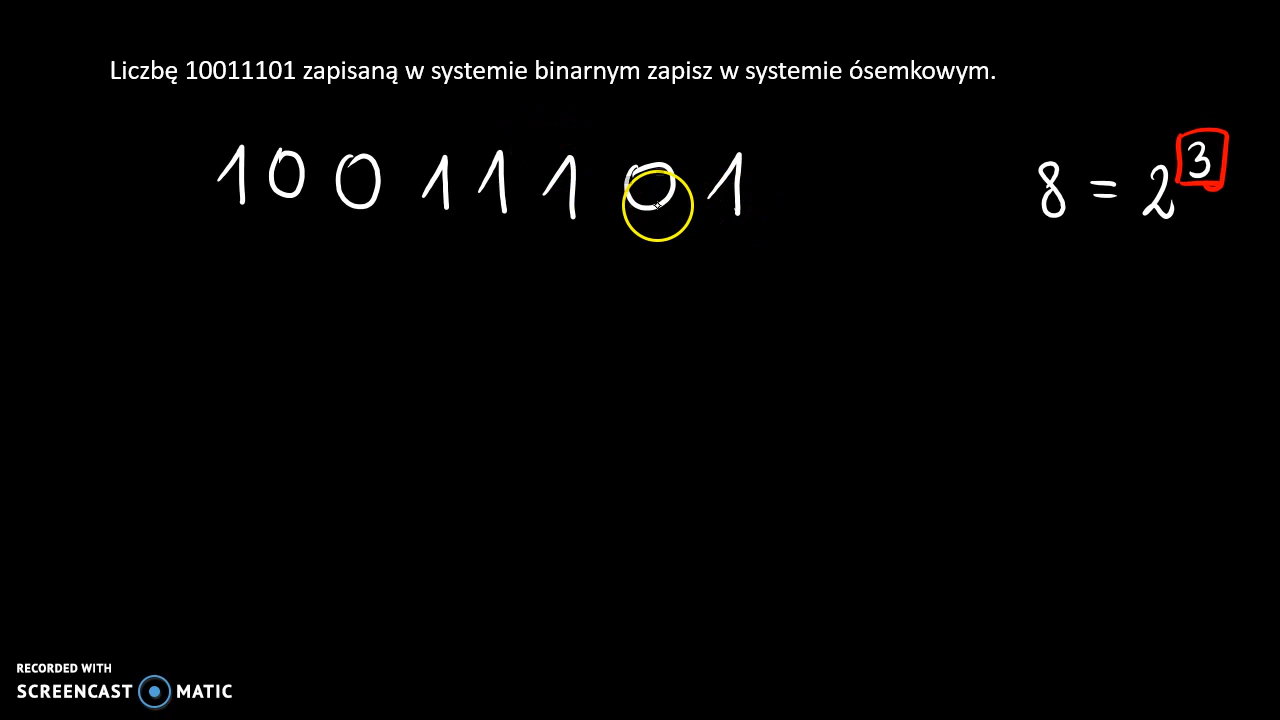 Liczbę 10011101 zapisaną w systemie binarnym zapisz w systemie ósemkowym.
10011101
8 = 2³
RECORDED WITH
SCREENCAST MATIC